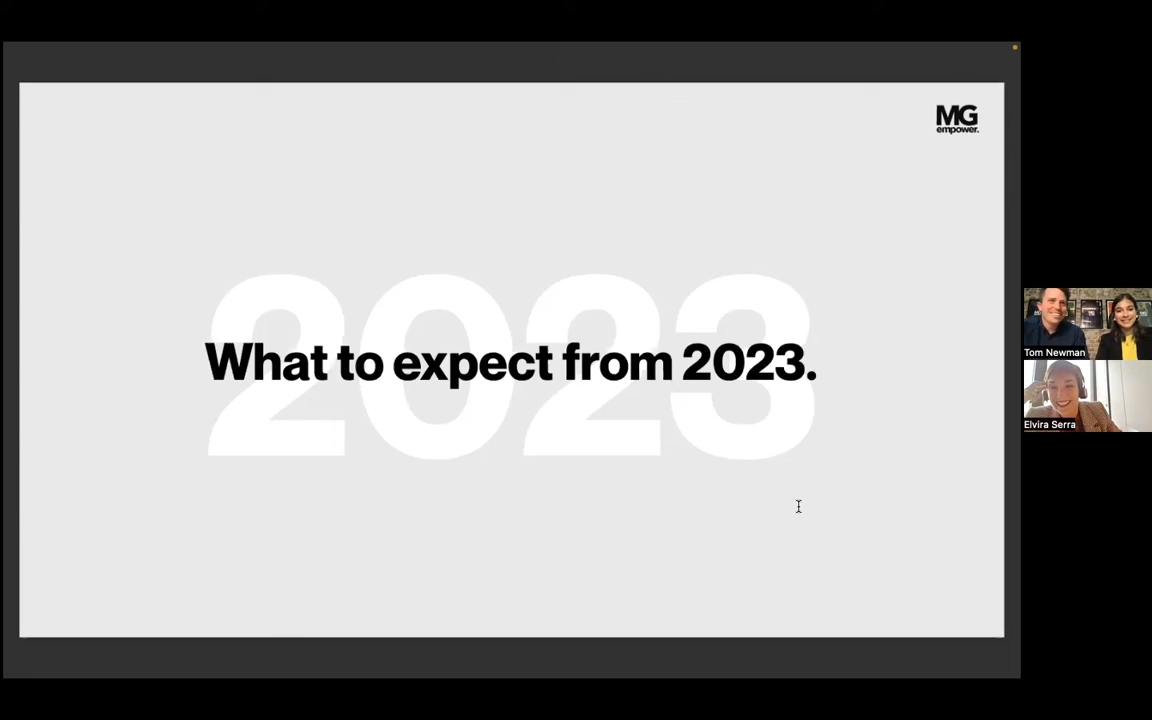 MG
empower.
2023
What to expect from 2023.
Tom Newman
Elvira Serra